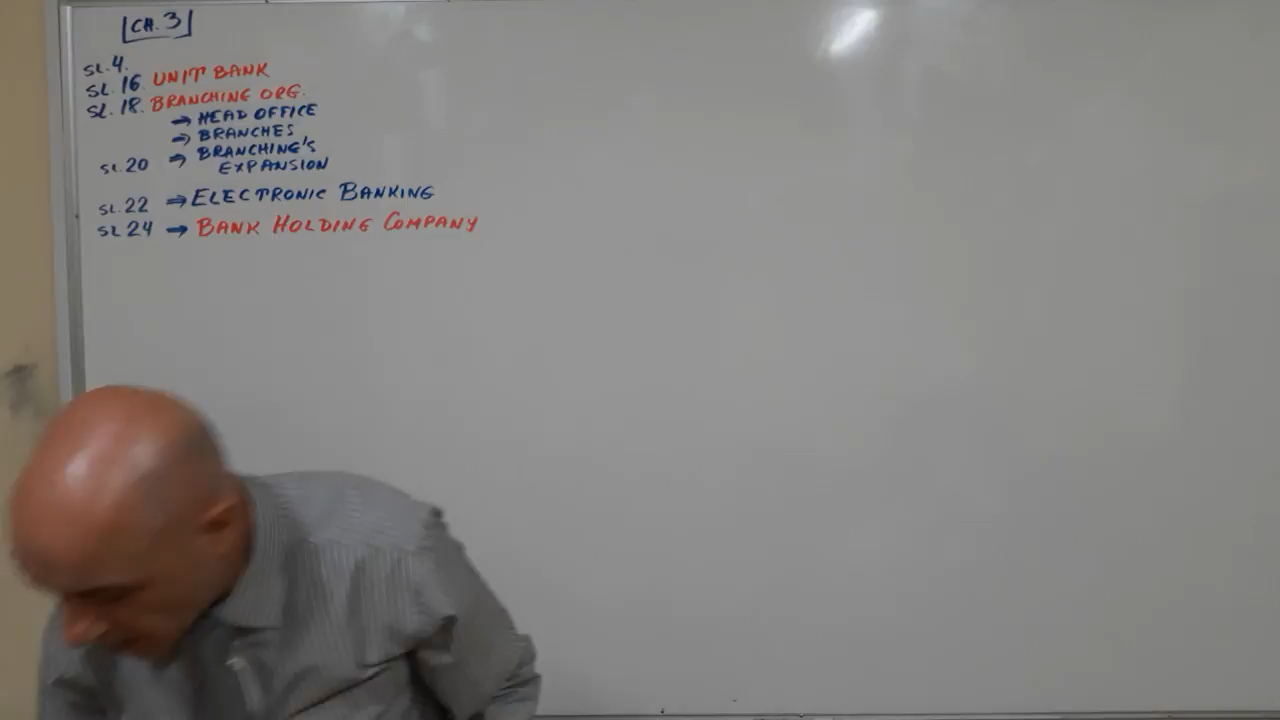 CH. 3
SL. 4.
SL. 16. UNIT BANK
SL. 18. BRANCHING ORG.
→ HEAD OFFICE
→ BRANCHES
SL. 20 → BRANCHING'S
EXPANSION
SL. 22 ⇒ ELECTRONIC BANKING
SL 24 → BANK HOLDING COMPANY